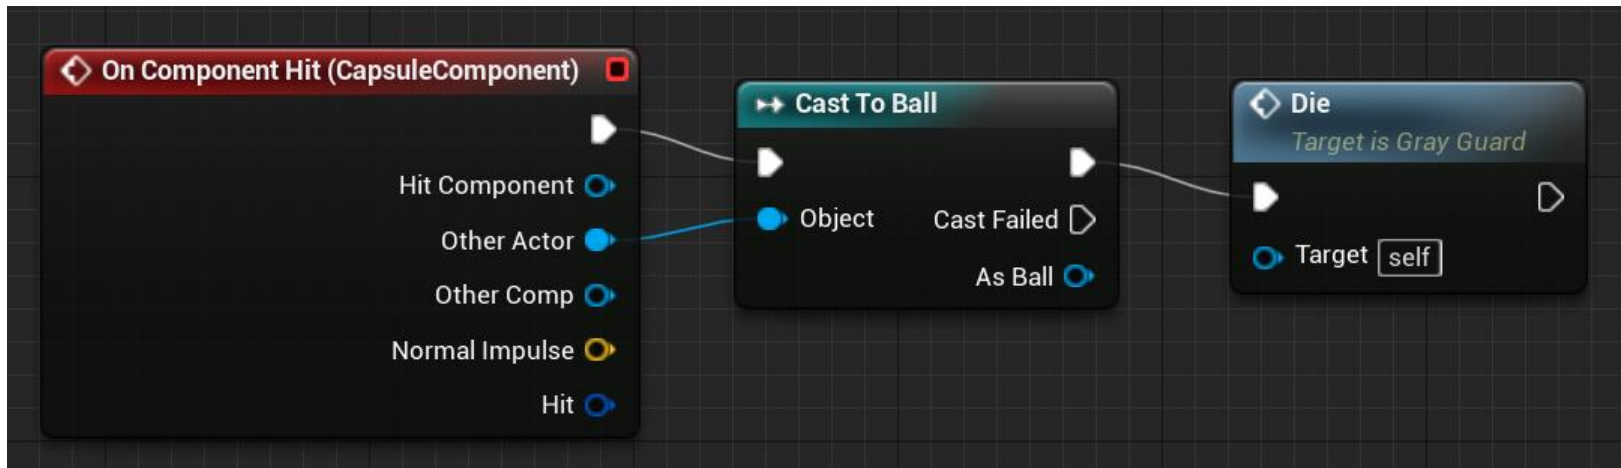 On Component Hit (CapsuleComponent)
Hit Component
Other Actor
Other Comp
Normal Impulse
Hit
Cast To Ball
Object
Cast Failed
As Ball
Die
Target is Gray Guard
Target self